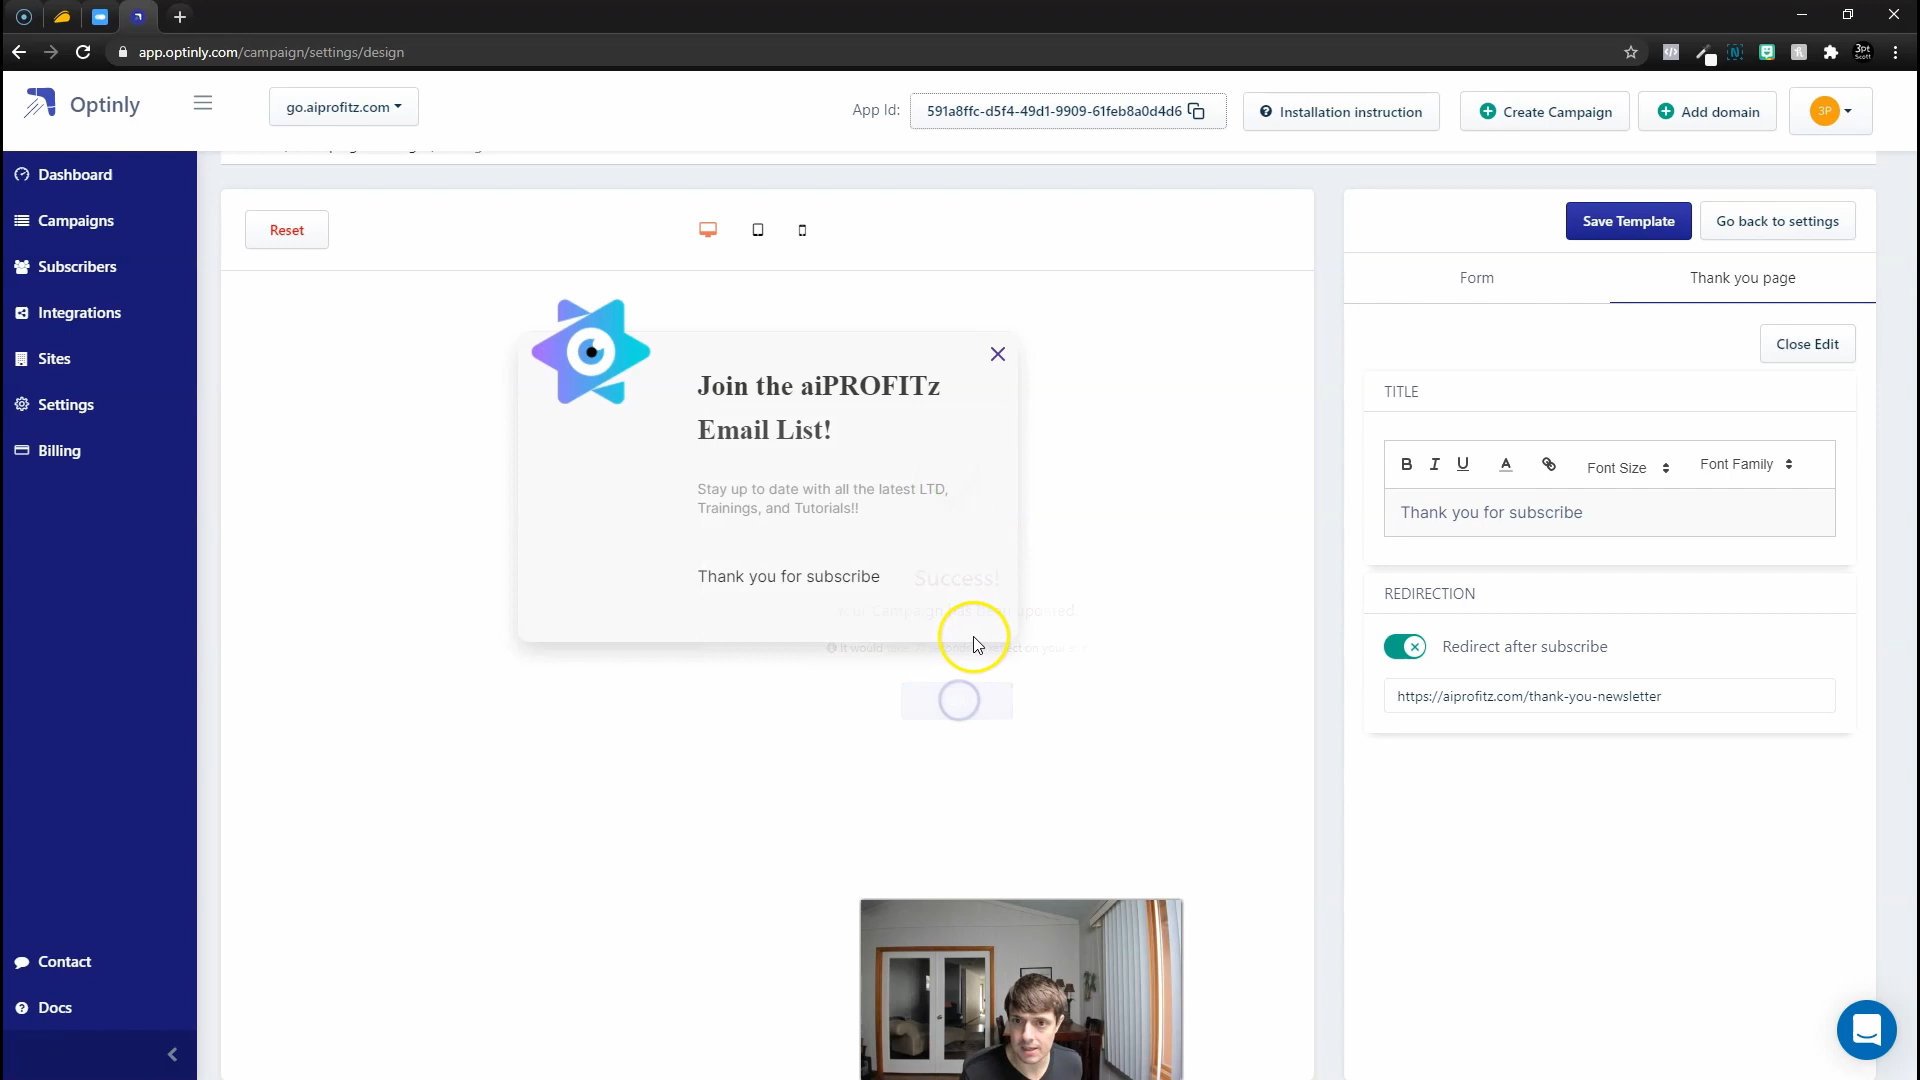 app.optinly.com/campaign/settings/design
3pt
Scott
Optinly
go.aiprofitz.com
App Id:
591a8ffc-d5f4-49d1-9909-61feb8a0d4d6
Installation instruction
Create Campaign
Add domain
3P
Dashboard
Campaigns
Subscribers
Integrations
Sites
Settings
Billing
Contact
Docs
Reset
Join the aiPROFITz
Email List!
Stay up to date with all the latest LTD,
Trainings, and Tutorials!!
Thank you for subscribe
Success!
Save Template
Go back to settings
Form
Thank you page
Close Edit
TITLE
B I U A
Font Size
Font Family
Thank you for subscribe
REDIRECTION
Redirect after subscribe
https://aiprofitz.com/thank-you-newsletter